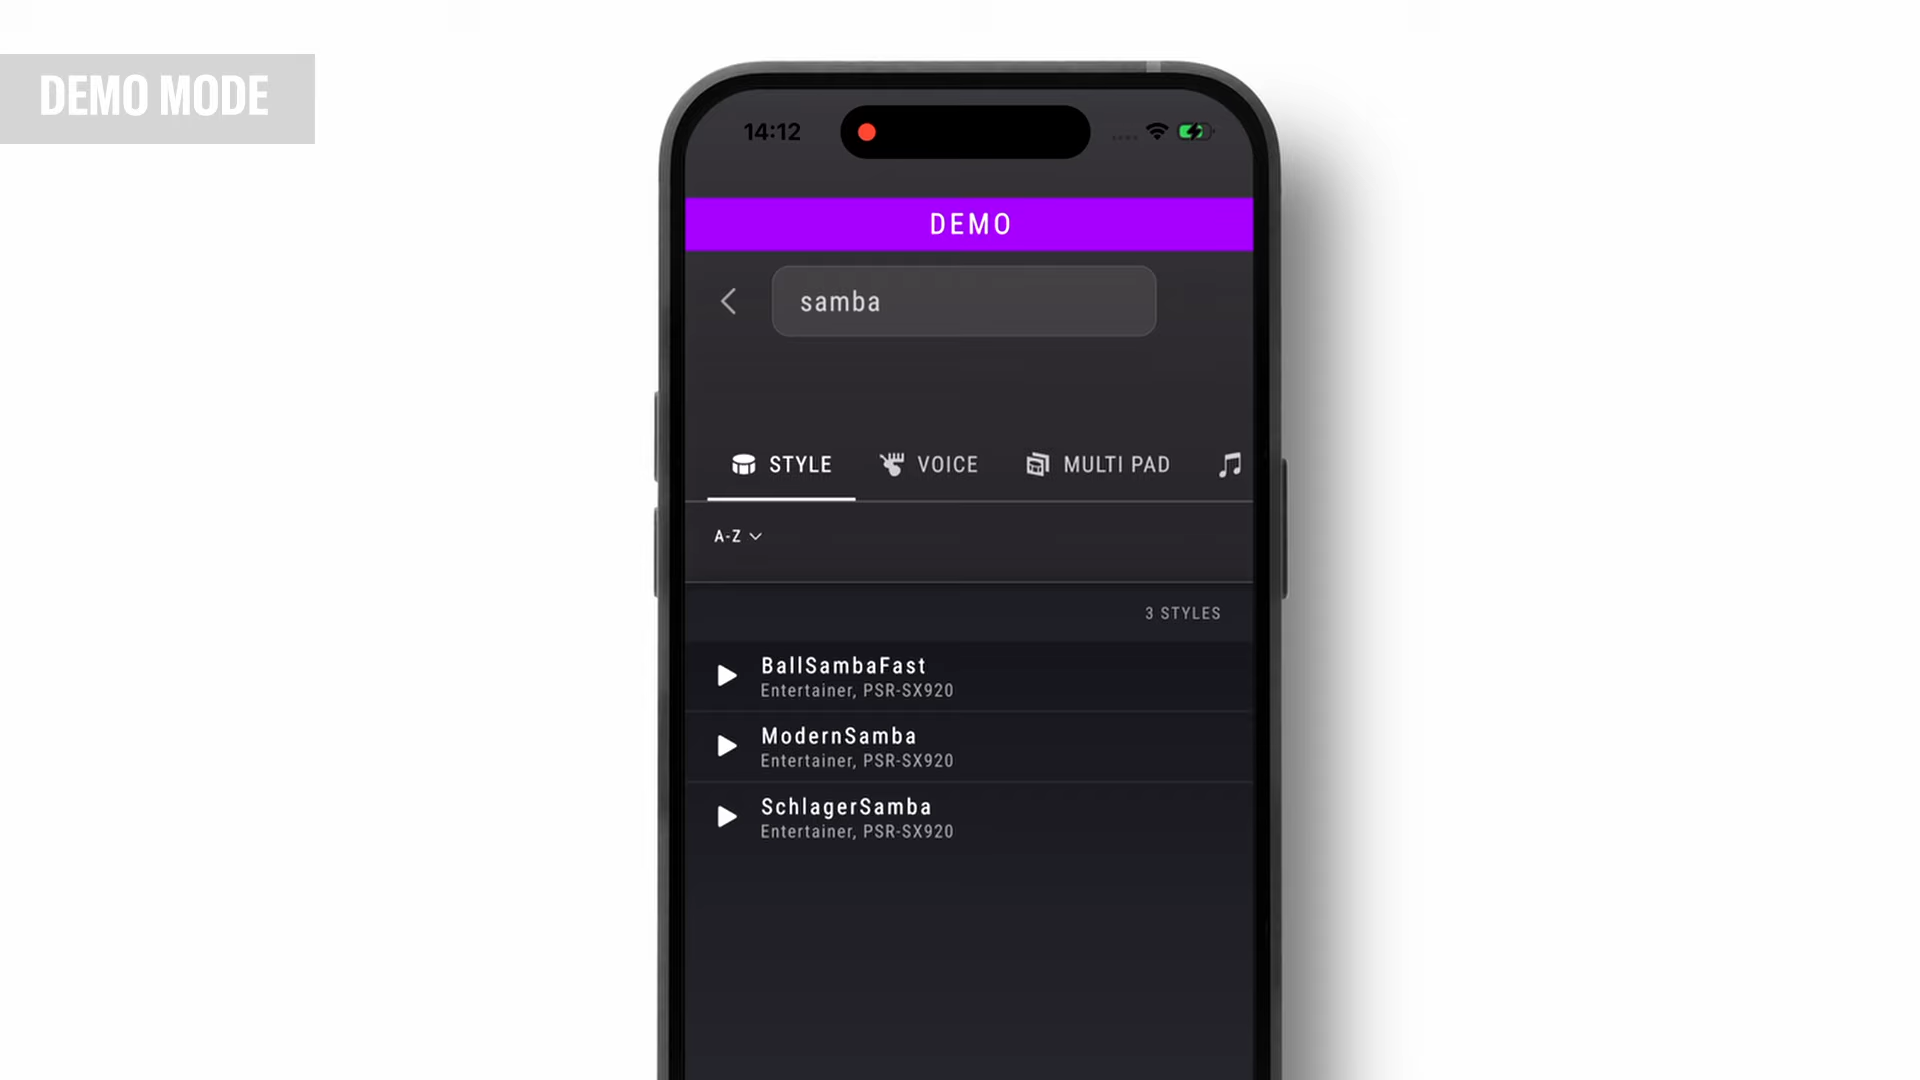 DEMO MODE
14:12
DEMO
samba
STYLE VOICE MULTI PAD
A-Z
3 STYLES
BallSambaFast
Entertainer, PSR-SX920
ModernSamba
Entertainer, PSR-SX920
SchlagerSamba
Entertainer, PSR-SX920